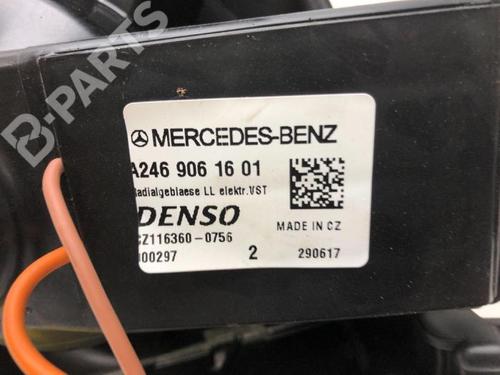 MERCEDES-BENZ
A246 906 16 01
Radialgeblaese LL elektr.VST
DENSO
MADE IN CZ
CZ116360-0756
000297 2 290617
B-PARTS